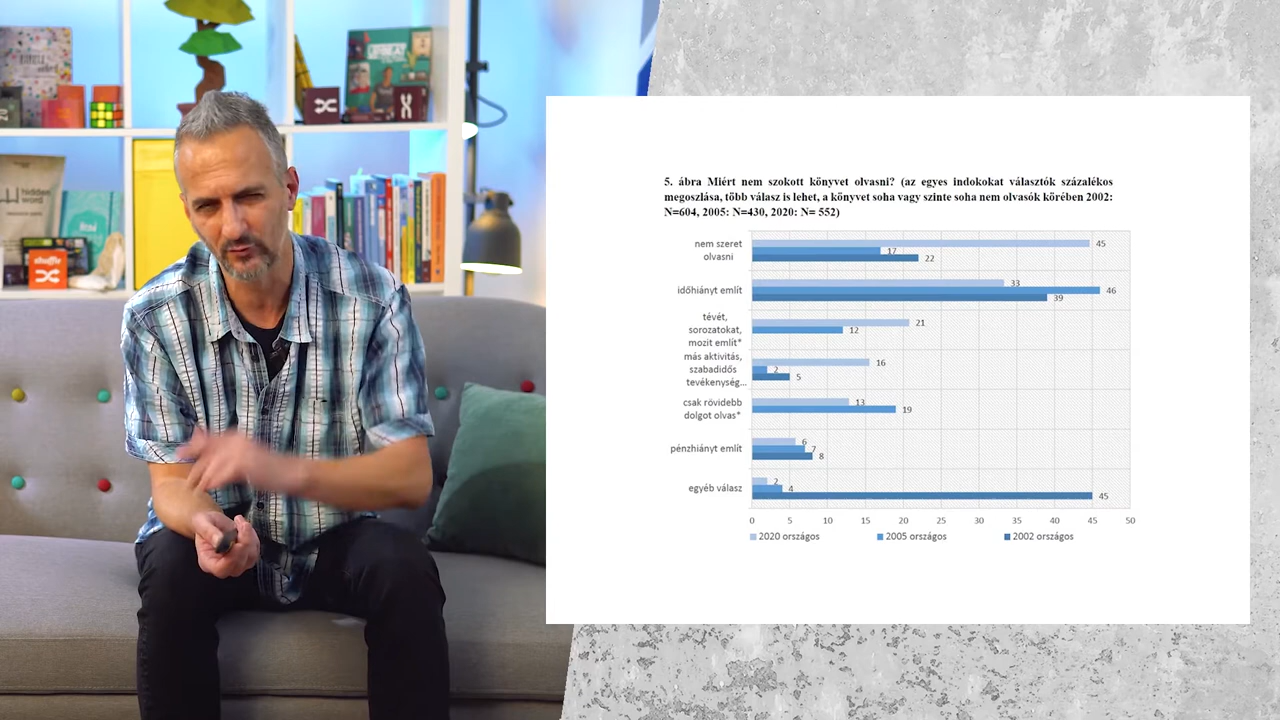 hidden
word
shuffle
5. ábra Miért nem szokott könyvet olvasni? (az egyes indokokat választók százalékos
megoszlása, több válasz is lehet, a könyvet soha vagy szinte soha nem olvasók körében 2002:
N=604, 2005: N=430, 2020: N= 552)
nem szeret
olvasni
45
17
22
időhiányt említ
33
46
39
tévét,
sorozatokat,
mozit említ*
21
12
más aktivitás,
szabadidős
tevékenység...
16
2
5
csak rövidebb
dolgot olvas*
13
19
pénzhiányt említ
6
7
8
egyéb válasz
2
4
45
0 5 10 15 20 25 30 35 40 45 50
2020 országos 2005 országos 2002 országos